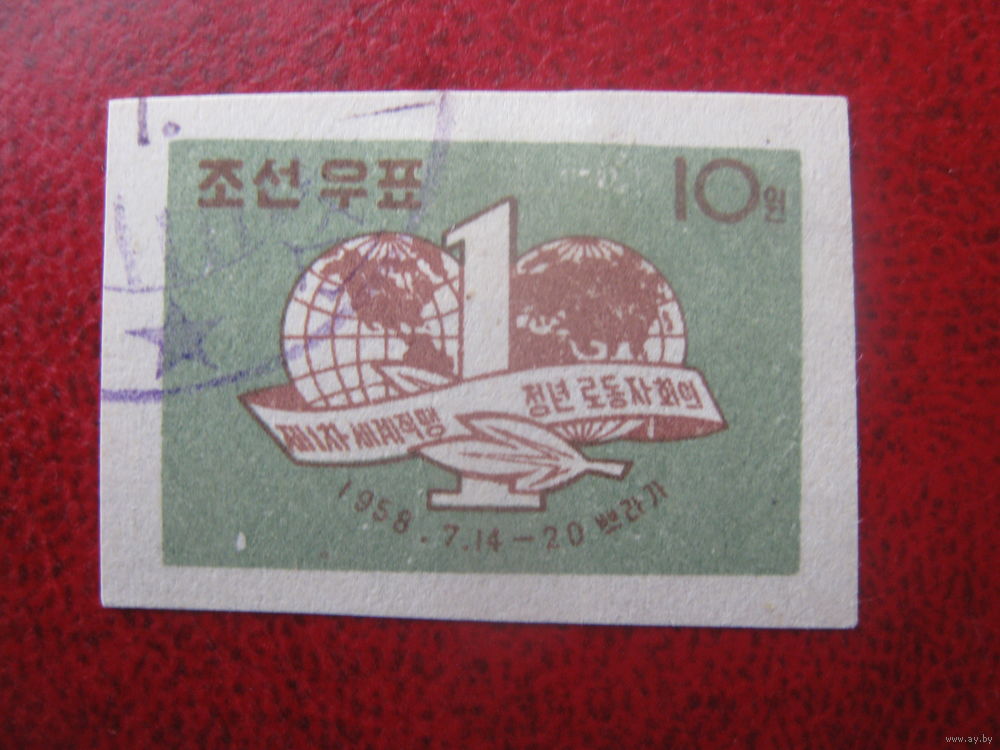 조선우표
10원
1
제1차 세계직맹
청년 로동자 회의
1958.7.14-20 쁘라가
www.ay.by